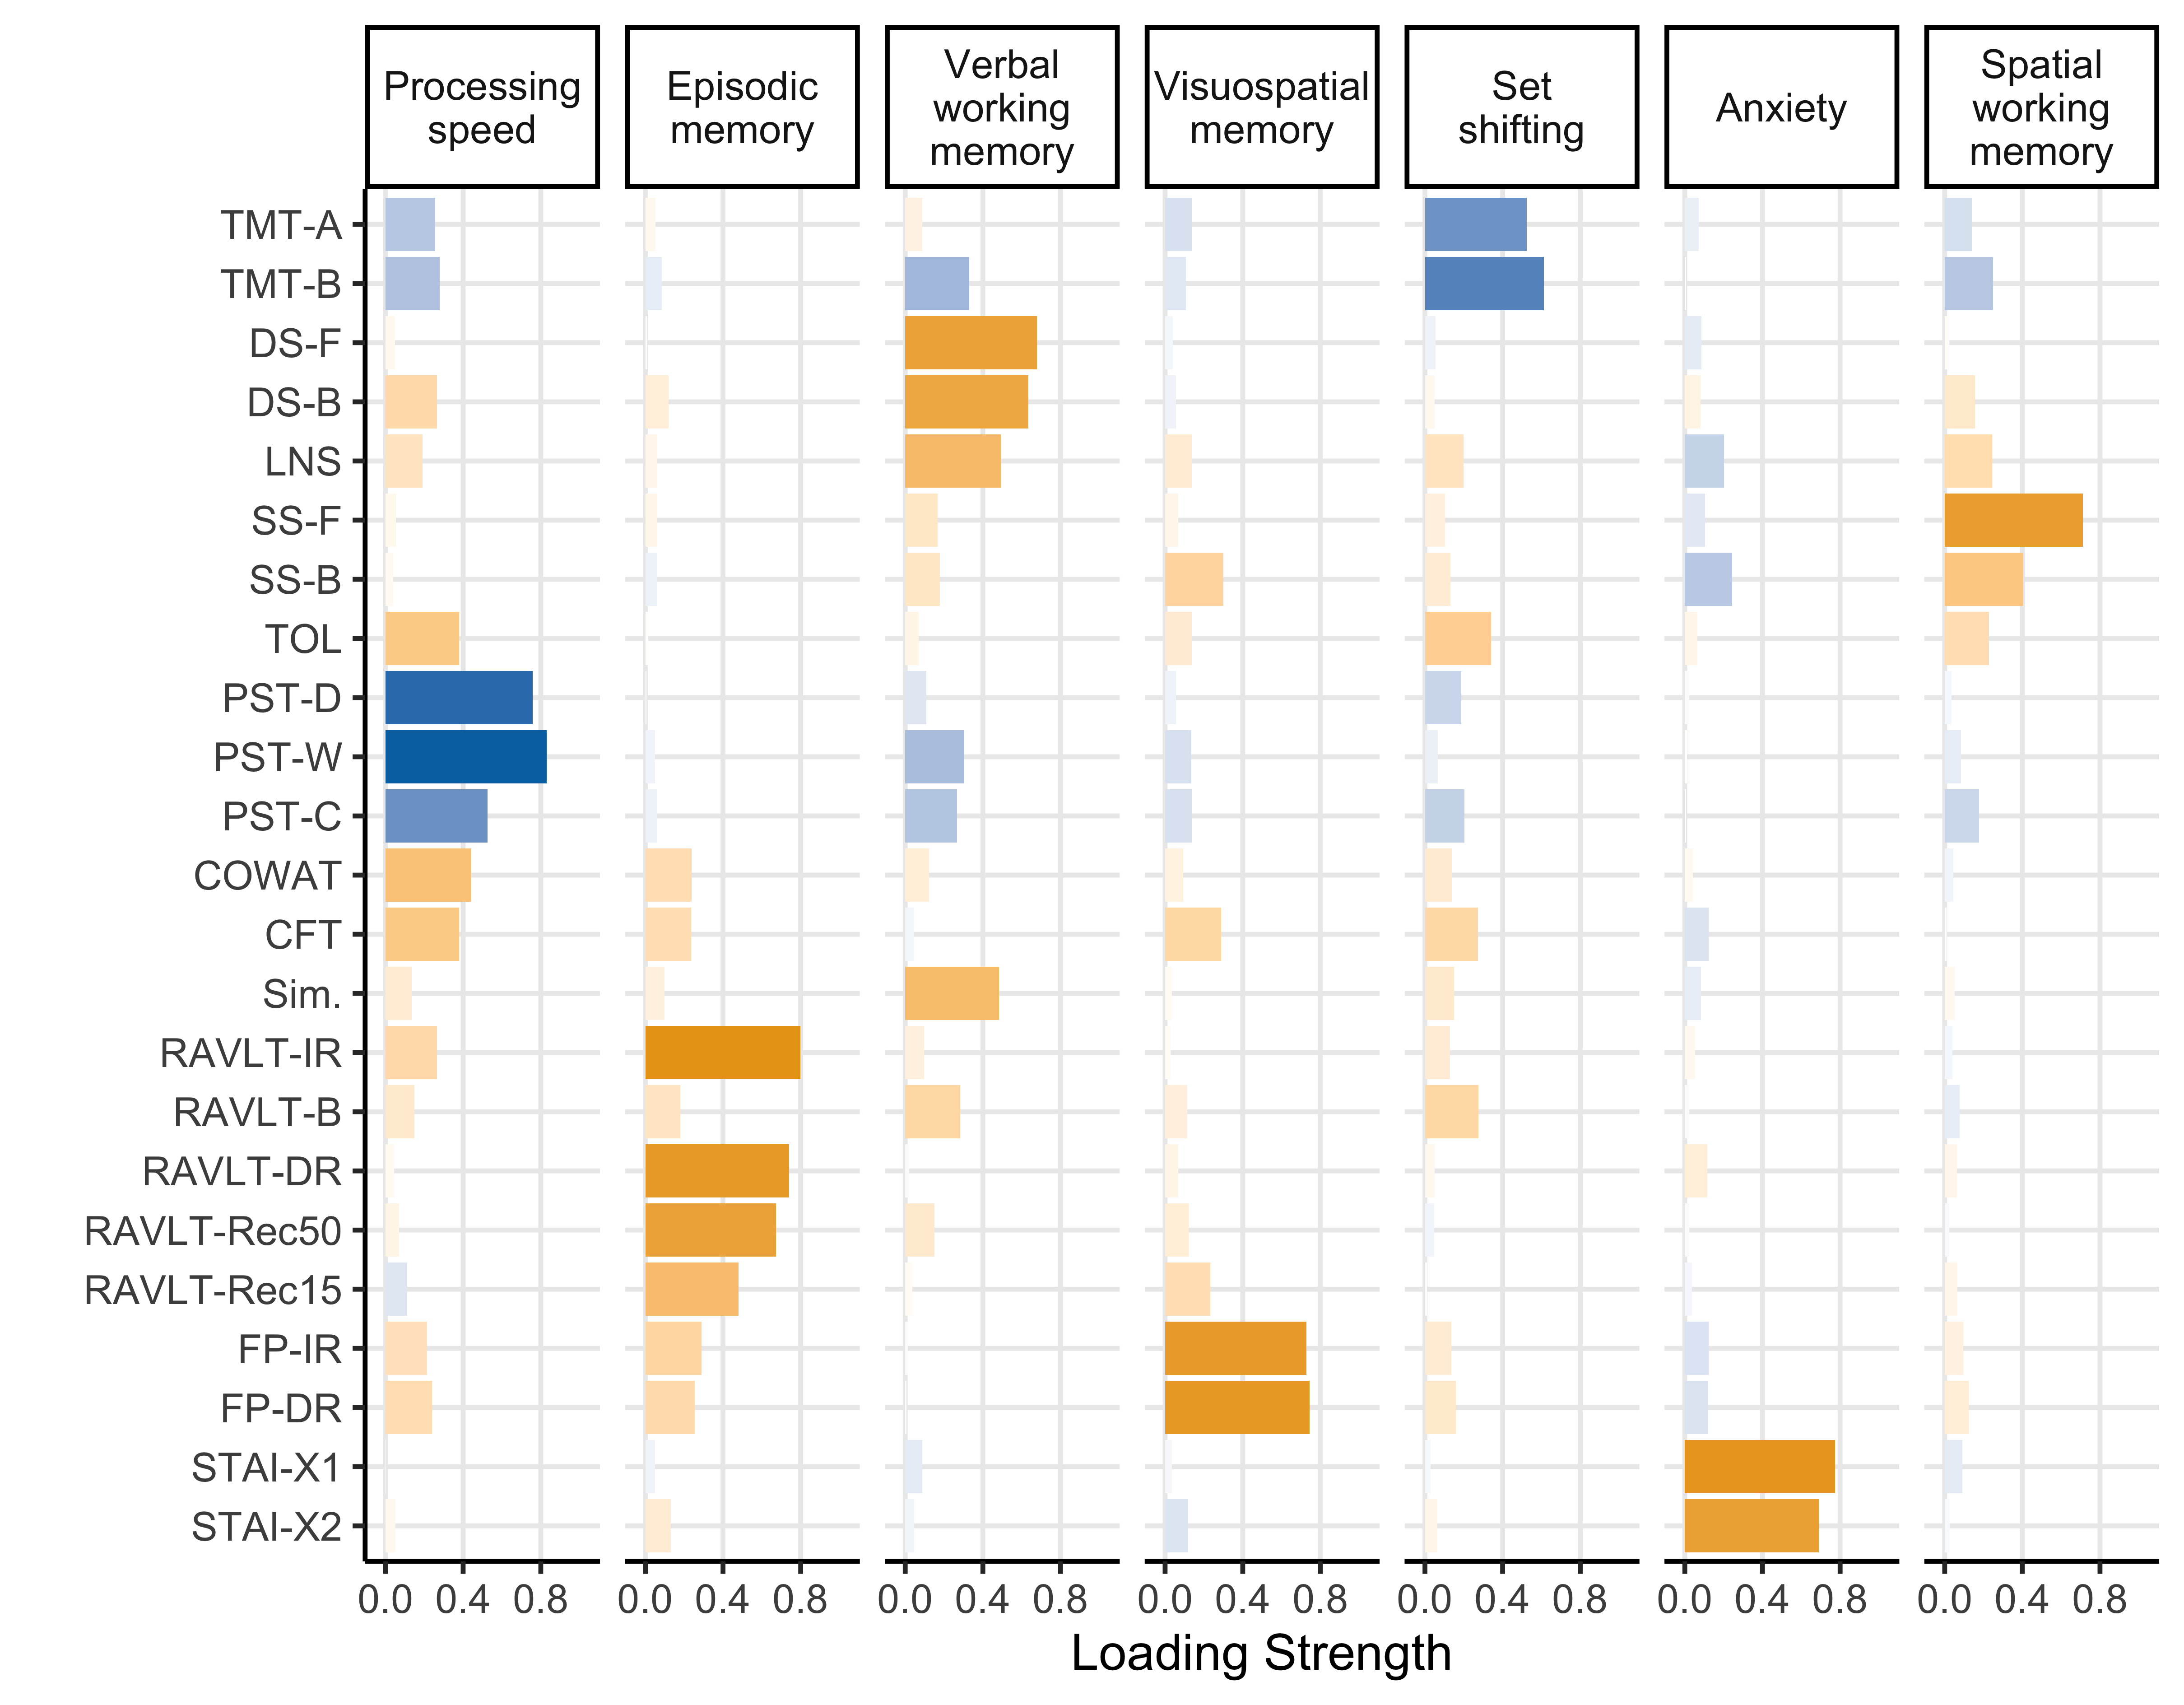 Processing
speed
Episodic
memory
Verbal
working
memory
Visuospatial
memory
Set
shifting
Anxiety
Spatial
working
memory
TMT-A
TMT-B
DS-F
DS-B
LNS
SS-F
SS-B
TOL
PST-D
PST-W
PST-C
COWAT
CFT
Sim.
RAVLT-IR
RAVLT-B
RAVLT-DR
RAVLT-Rec50
RAVLT-Rec15
FP-IR
FP-DR
STAI-X1
STAI-X2
0.0 0.4 0.8 0.0 0.4 0.8 0.0 0.4 0.8 0.0 0.4 0.8 0.0 0.4 0.8 0.0 0.4 0.8 0.0 0.4 0.8
Loading Strength